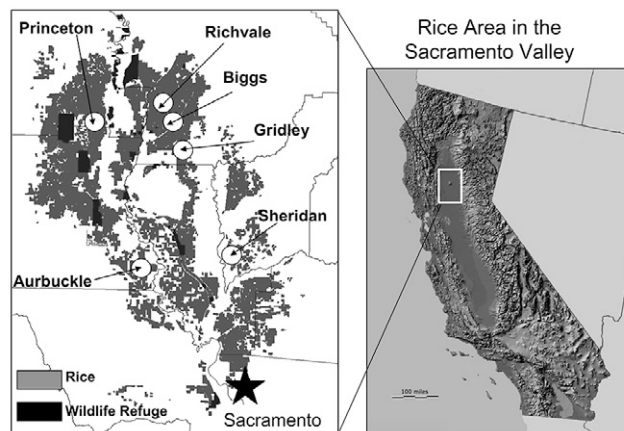 Princeton
Richvale
Biggs
Gridley
Sheridan
Aurbuckle
Rice
Wildlife Refuge
Sacramento
Rice Area in the
Sacramento Valley
100 miles